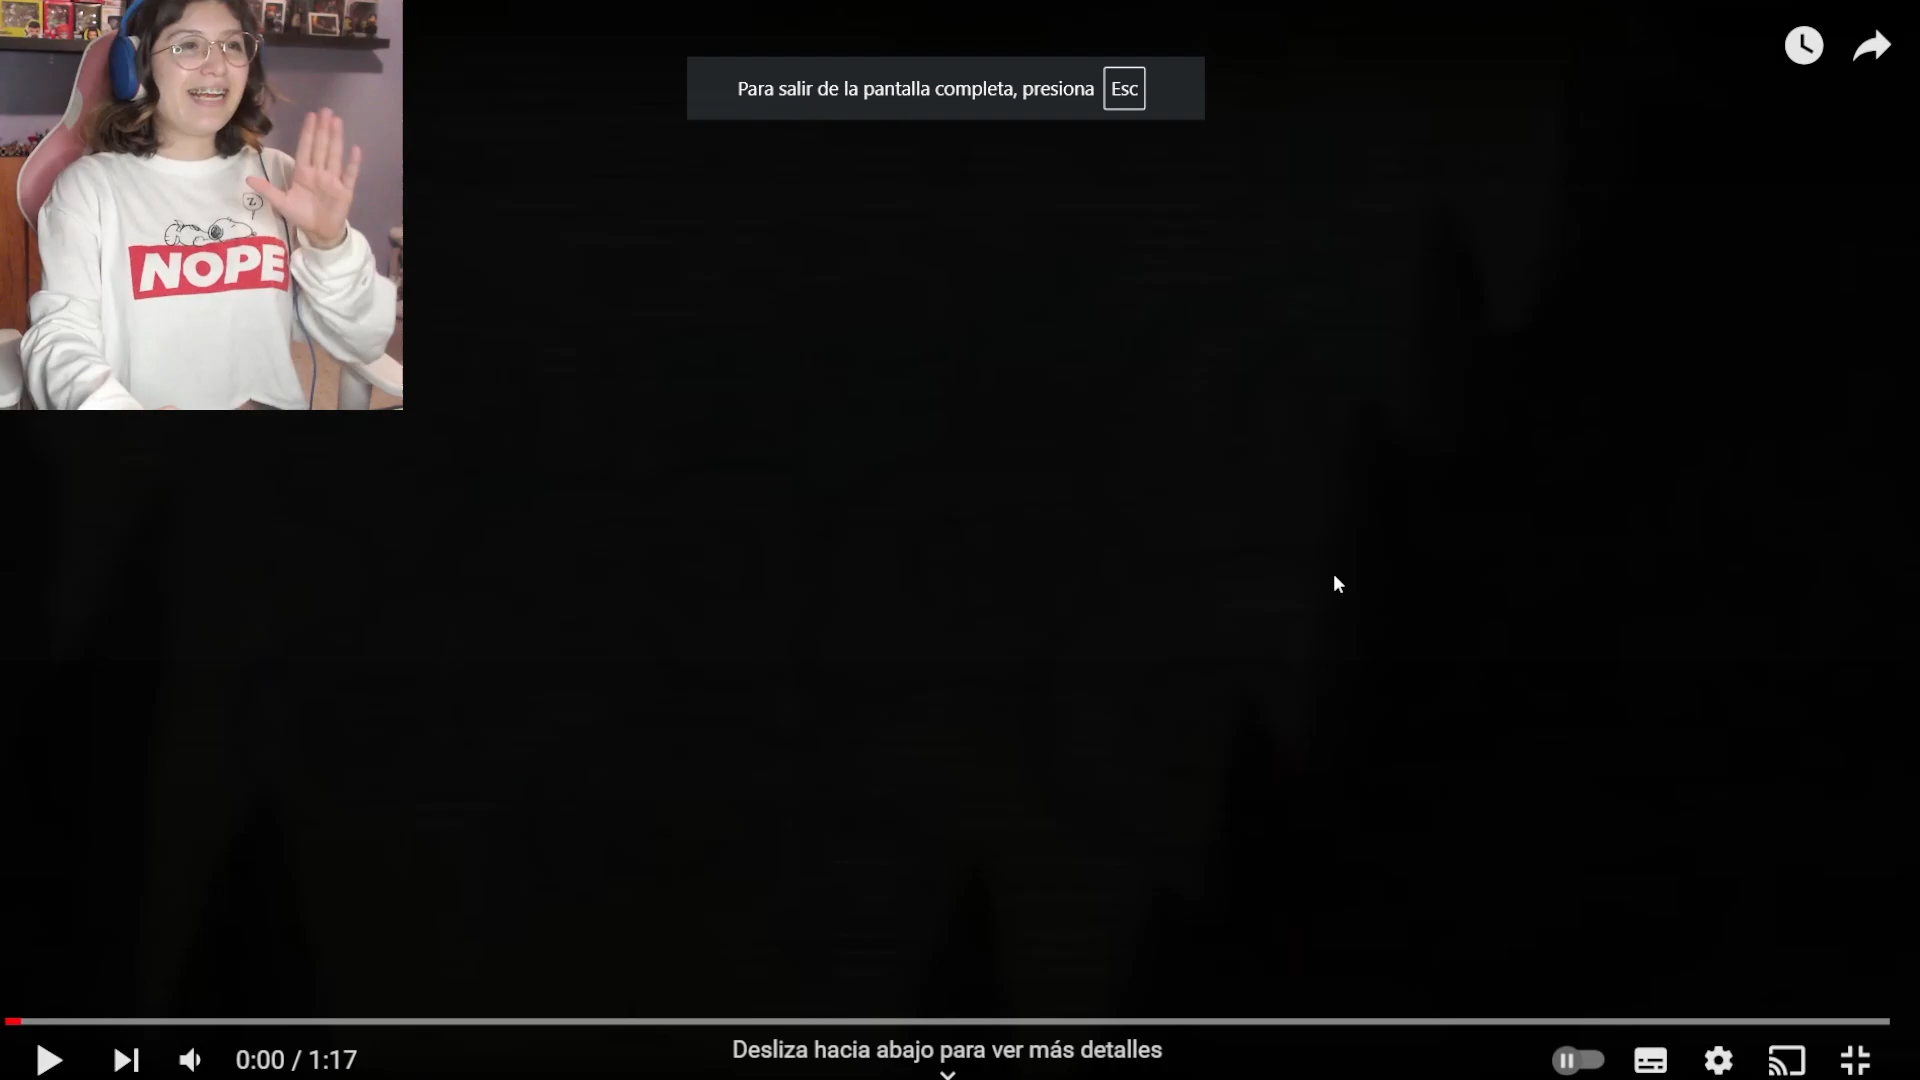 Para salir de la pantalla completa, presiona Esc
Z
NOPE
0:00 / 1:17
Desliza hacia abajo para ver más detalles